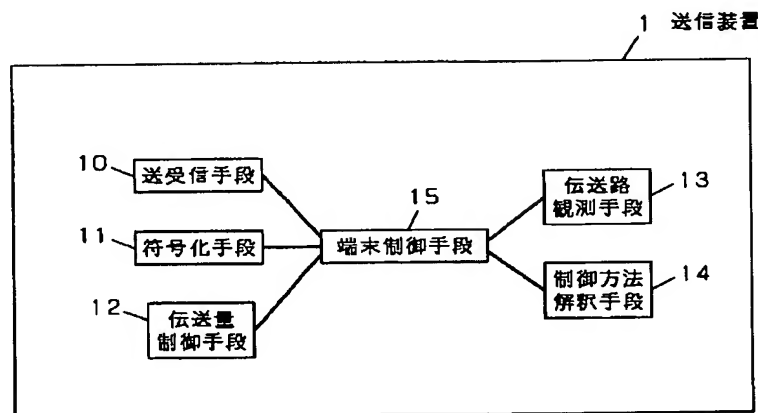 1 送信装置
10 送受信手段
11 符号化手段
12 伝送量
制御手段
15
端末制御手段
伝送路 13
観測手段
制御方法 14
解釈手段